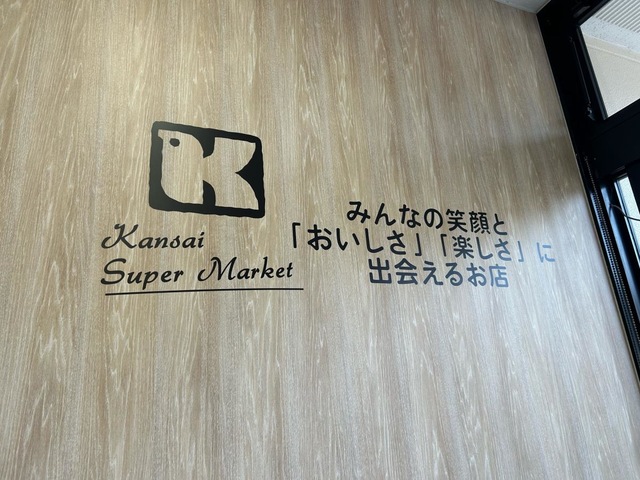 Kansai
Super Market
みんなの笑顔と
「おいしさ」「楽しさ」に
出会えるお店